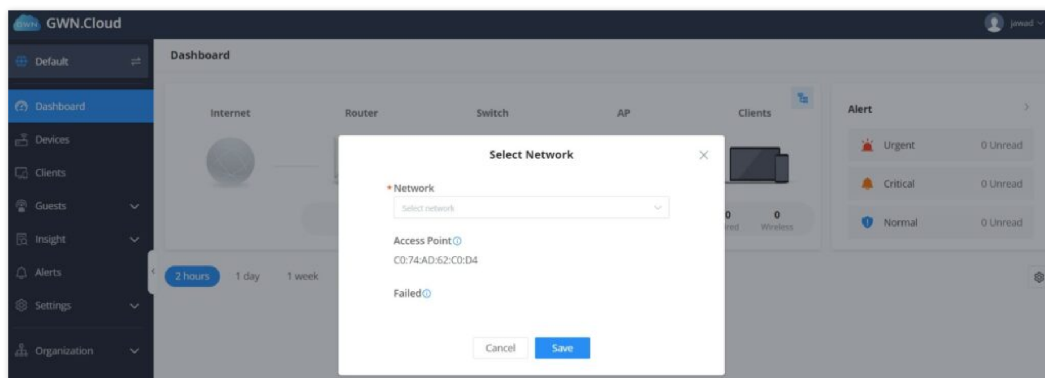 GWN GWN.Cloud
jawad
Default
Dashboard
Devices
Clients
Guests
Insight
Alerts
Settings
Organization
Dashboard
Internet Router Switch AP Clients
0 0
Wireless
Alert
Urgent 0 Unread
Critical 0 Unread
Normal 0 Unread
2 hours 1 day 1 week
Select Network
*Network
Select network
Access Point
C0:74:AD:62:C0:D4
Failed
Cancel Save